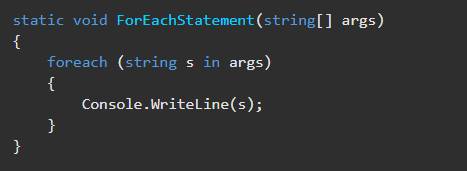 static void ForEachStatement(string[] args)
{
    foreach (string s in args)
    {
        Console.WriteLine(s);
    }
}